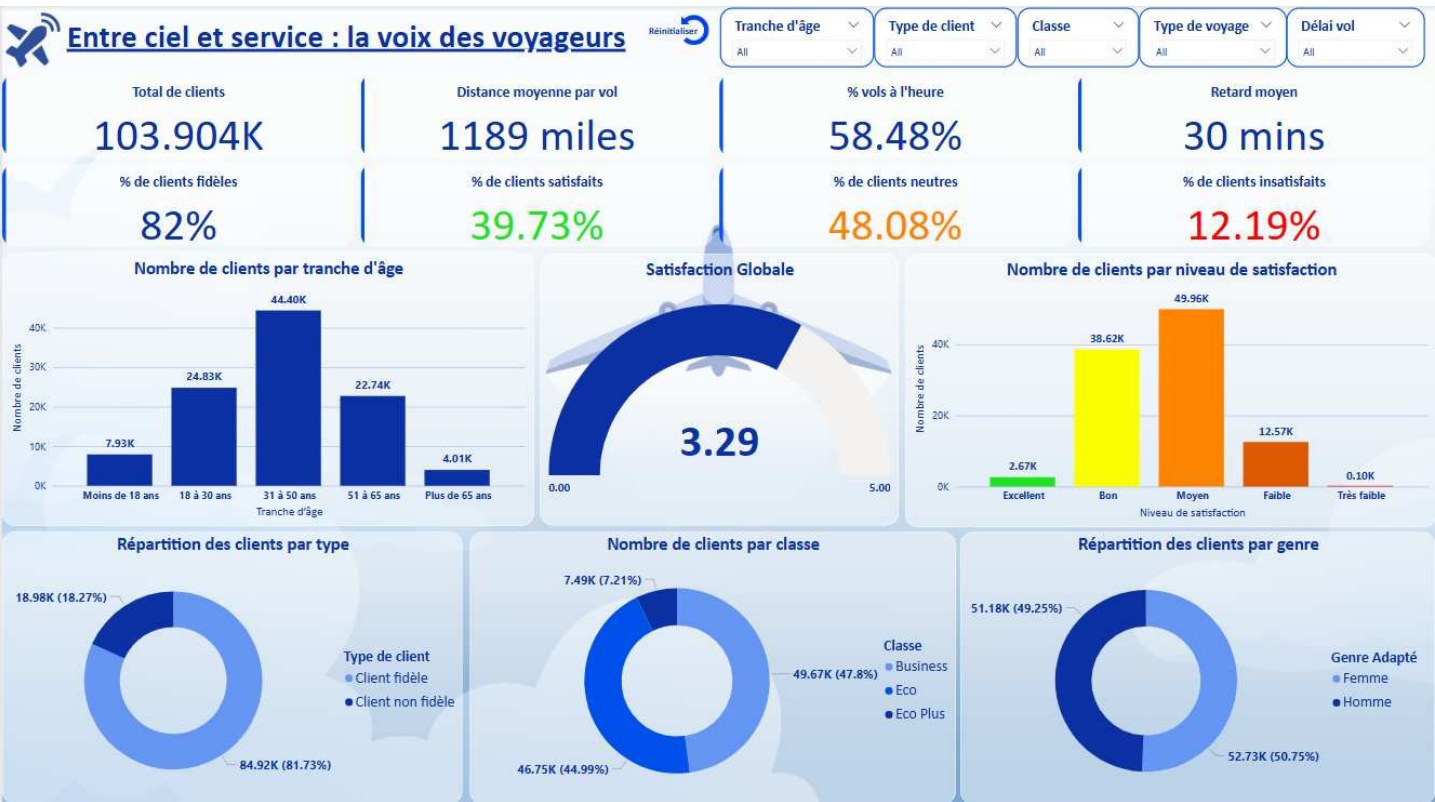 Entre ciel et service : la voix des voyageurs
Réinitialiser
Tranche d'âge
All
Type de client
All
Classe
All
Type de voyage
All
Délai vol
All
Total de clients
103.904K
Distance moyenne par vol
1189 miles
% vols à l'heure
58.48%
Retard moyen
30 mins
% de clients fidèles
82%
% de clients satisfaits
39.73%
% de clients neutres
48.08%
% de clients insatisfaits
12.19%
Nombre de clients par tranche d'âge
Nombre de clients
40K
30K
20K
10K
0K
7.93K
24.83K
44.40K
22.74K
4.01K
Moins de 18 ans
18 à 30 ans
31 à 50 ans
51 à 65 ans
Plus de 65 ans
Tranche d'âge
Satisfaction Globale
3.29
0.00
5.00
Nombre de clients par niveau de satisfaction
Nombre de clients
40K
20K
0K
2.67K
38.62K
49.96K
12.57K
0.10K
Excellent
Bon
Moyen
Faible
Très faible
Niveau de satisfaction
Répartition des clients par type
18.98K (18.27%)
84.92K (81.73%)
Type de client
Client fidèle
Client non fidèle
Nombre de clients par classe
7.49K (7.21%)
49.67K (47.8%)
46.75K (44.99%)
Classe
Business
Eco
Eco Plus
Répartition des clients par genre
51.18K (49.25%)
52.73K (50.75%)
Genre Adapté
Femme
Homme